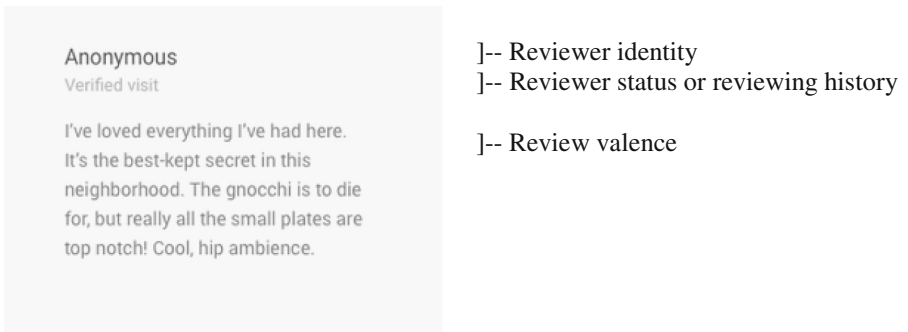 Anonymous
Verified visit
I've loved everything I've had here.
It's the best-kept secret in this
neighborhood. The gnocchi is to die
for, but really all the small plates are
top notch! Cool, hip ambience.
]-- Reviewer identity
]-- Reviewer status or reviewing history
]-- Review valence